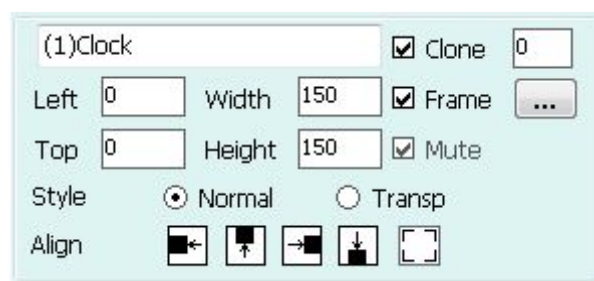 (1)Clock Clone 0
Left 0 Width 150 Frame ...
Top 0 Height 150 Mute
Style Normal Transp
Align